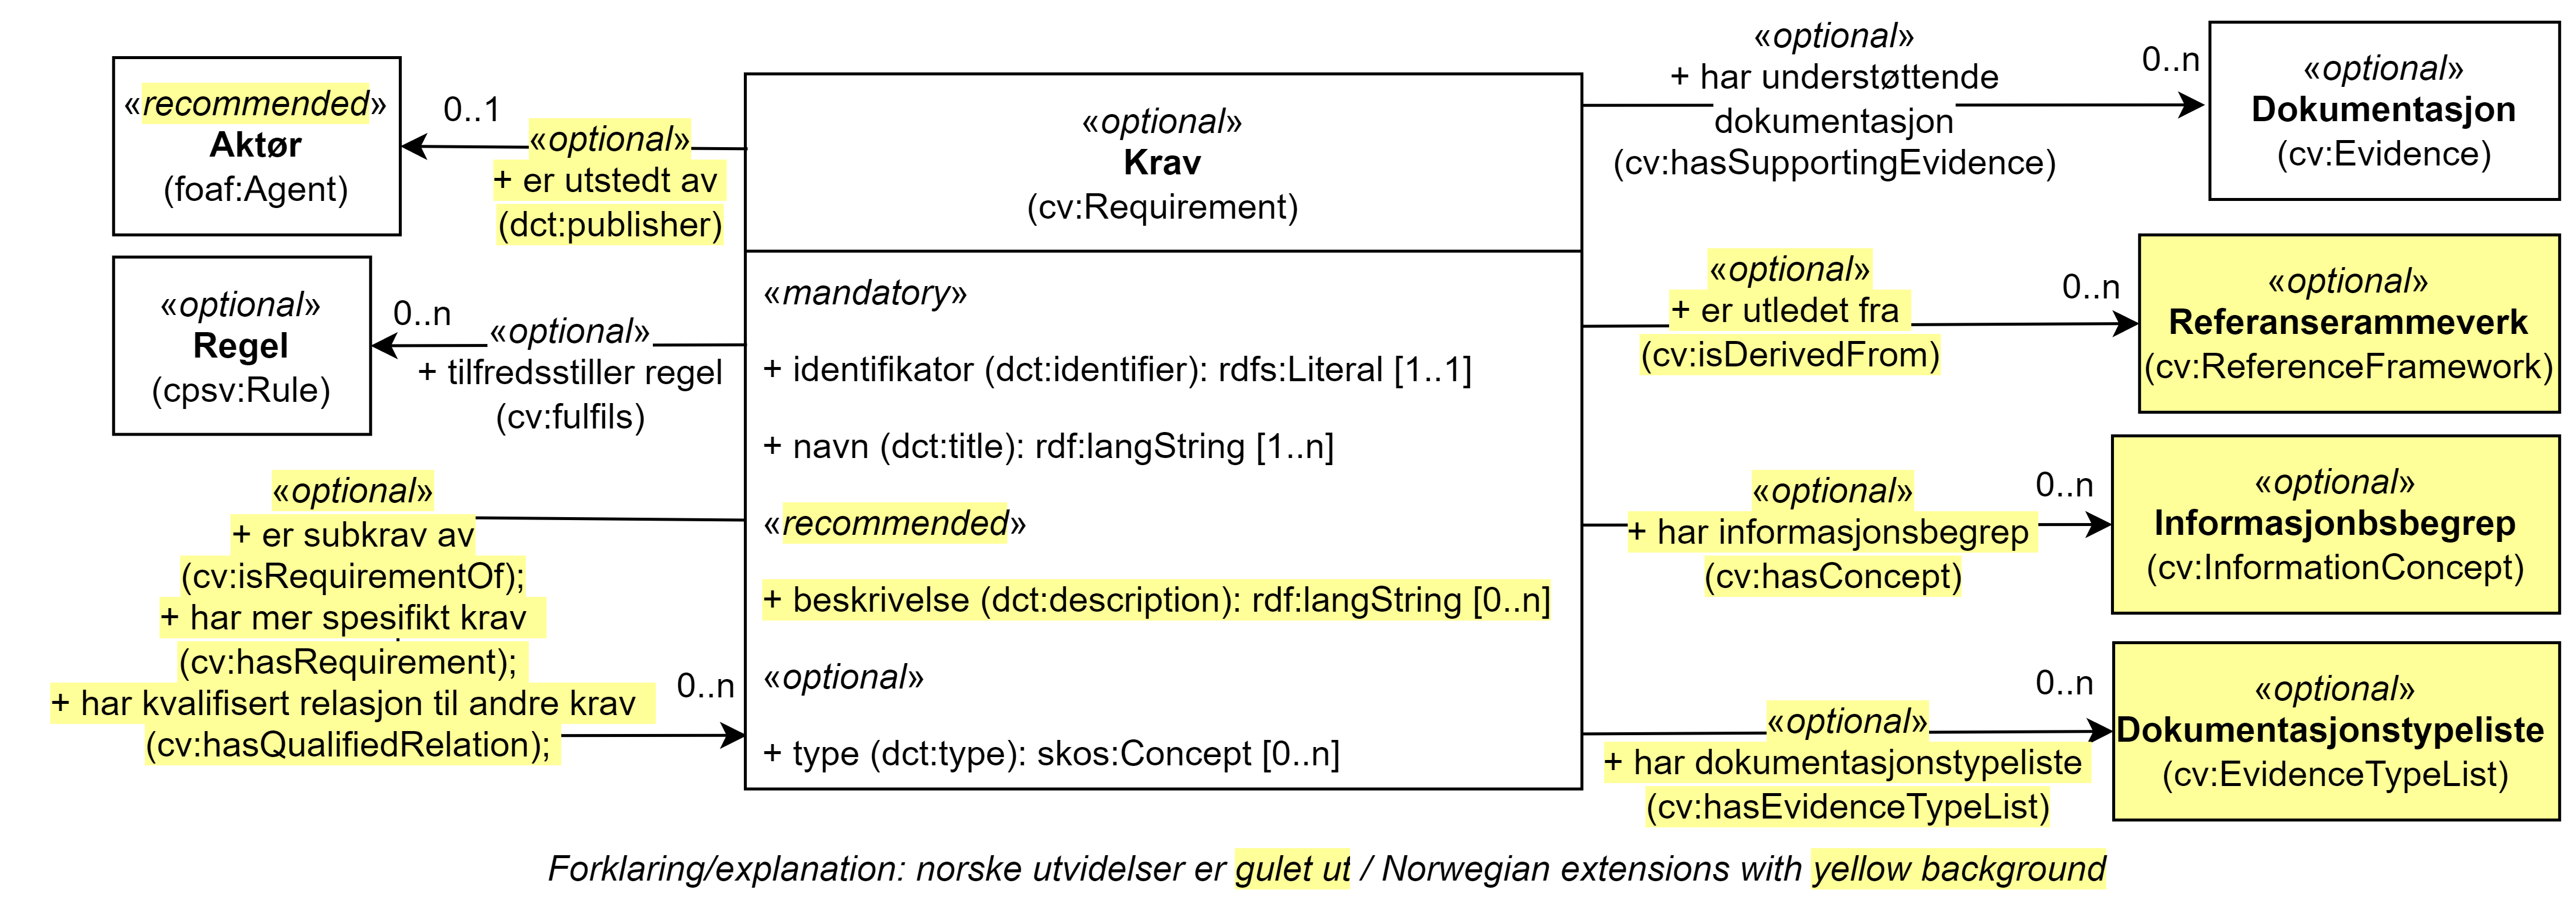 «recommended»
Aktør
(foaf:Agent)
0..1
«optional»
+ er utstedt av
(dct:publisher)
«optional»
Regel
(cpsv:Rule)
0..n
«optional»
+ tilfredsstiller regel
(cv:fulfils)
«optional»
+ er subkrav av
(cv:isRequirementOf);
+ har mer spesifikt krav
(cv:hasRequirement);
+ har kvalifisert relasjon til andre krav
(cv:hasQualifiedRelation);
0..n
«optional»
Krav
(cv:Requirement)
«mandatory»
+ identifikator (dct:identifier): rdfs:Literal [1..1]
+ navn (dct:title): rdf:langString [1..n]
«recommended»
+ beskrivelse (dct:description): rdf:langString [0..n]
«optional»
+ type (dct:type): skos:Concept [0..n]
«optional»
+ har understøttende
dokumentasjon
(cv:hasSupportingEvidence)
0..n
«optional»
Dokumentasjon
(cv:Evidence)
«optional»
+ er utledet fra
(cv:isDerivedFrom)
0..n
«optional»
Referanserammeverk
(cv:ReferenceFramework)
«optional»
+ har informasjonsbegrep
(cv:hasConcept)
0..n
«optional»
Informasjonbsbegrep
(cv:InformationConcept)
«optional»
+ har dokumentasjonstypeliste
(cv:hasEvidenceTypeList)
0..n
«optional»
Dokumentasjonstypeliste
(cv:EvidenceTypeList)
Forklaring/explanation: norske utvidelser er gulet ut / Norwegian extensions with yellow background